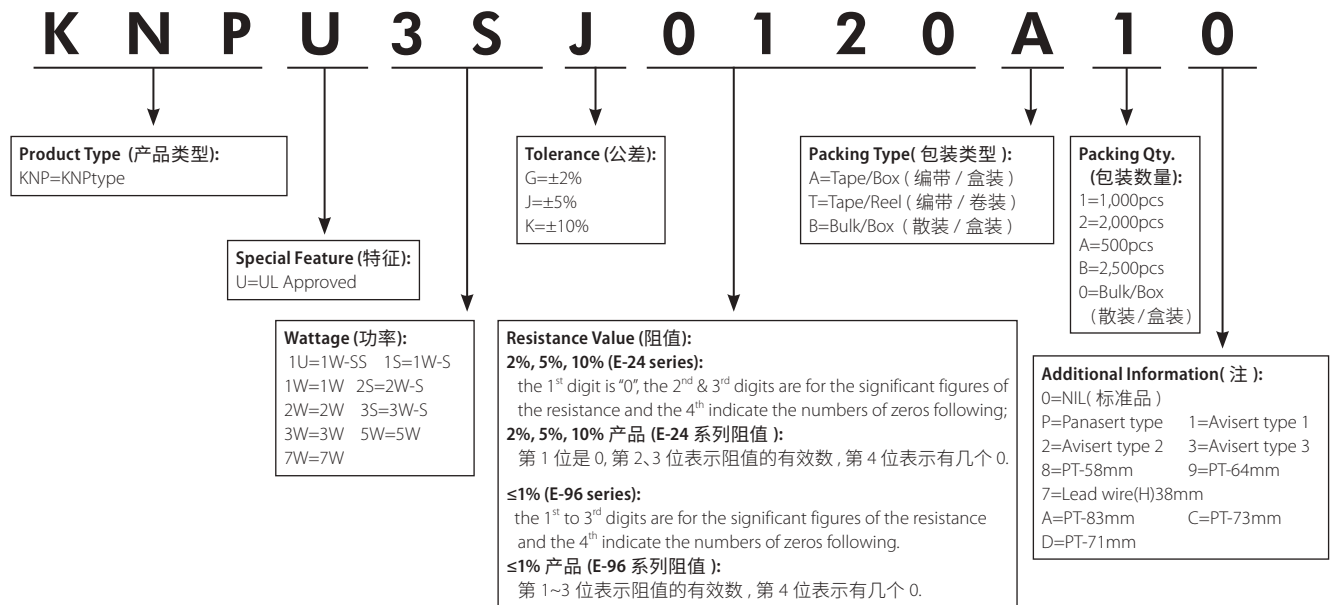 K N P U 3 S J 0 1 2 0 A 1 0
Product Type (产品类型):
KNP=KNPtype
Special Feature (特征):
U=UL Approved
Wattage (功率):
1U=1W-SS 1S=1W-S
1W=1W 2S=2W-S
2W=2W 3S=3W-S
3W=3W 5W=5W
7W=7W
Tolerance (公差):
G=±2%
J=±5%
K=±10%
Resistance Value (阻值):
2%, 5%, 10% (E-24 series):
the 1st digit is “0”, the 2nd & 3rd digits are for the significant figures of
the resistance and the 4th indicate the numbers of zeros following;
2%, 5%, 10% 产品 (E-24 系列阻值 ):
第 1 位是 0, 第 2、3 位表示阻值的有效数 , 第 4 位表示有几个 0.
≤1% (E-96 series):
the 1st to 3rd digits are for the significant figures of the resistance
and the 4th indicate the numbers of zeros following.
≤1% 产品 (E-96 系列阻值 ):
第 1~3 位表示阻值的有效数 , 第 4 位表示有几个 0.
Packing Type( 包装类型 ):
A=Tape/Box ( 编带 / 盒装 )
T=Tape/Reel ( 编带 / 卷装 )
B=Bulk/Box ( 散装 / 盒装 )
Packing Qty.
(包装数量):
1=1,000pcs
2=2,000pcs
A=500pcs
B=2,500pcs
0=Bulk/Box
(散装/盒装)
Additional Information( 注 ):
0=NIL( 标准品 )
P=Panasert type 1=Avisert type 1
2=Avisert type 2 3=Avisert type 3
8=PT-58mm 9=PT-64mm
7=Lead wire(H)38mm
A=PT-83mm C=PT-73mm
D=PT-71mm